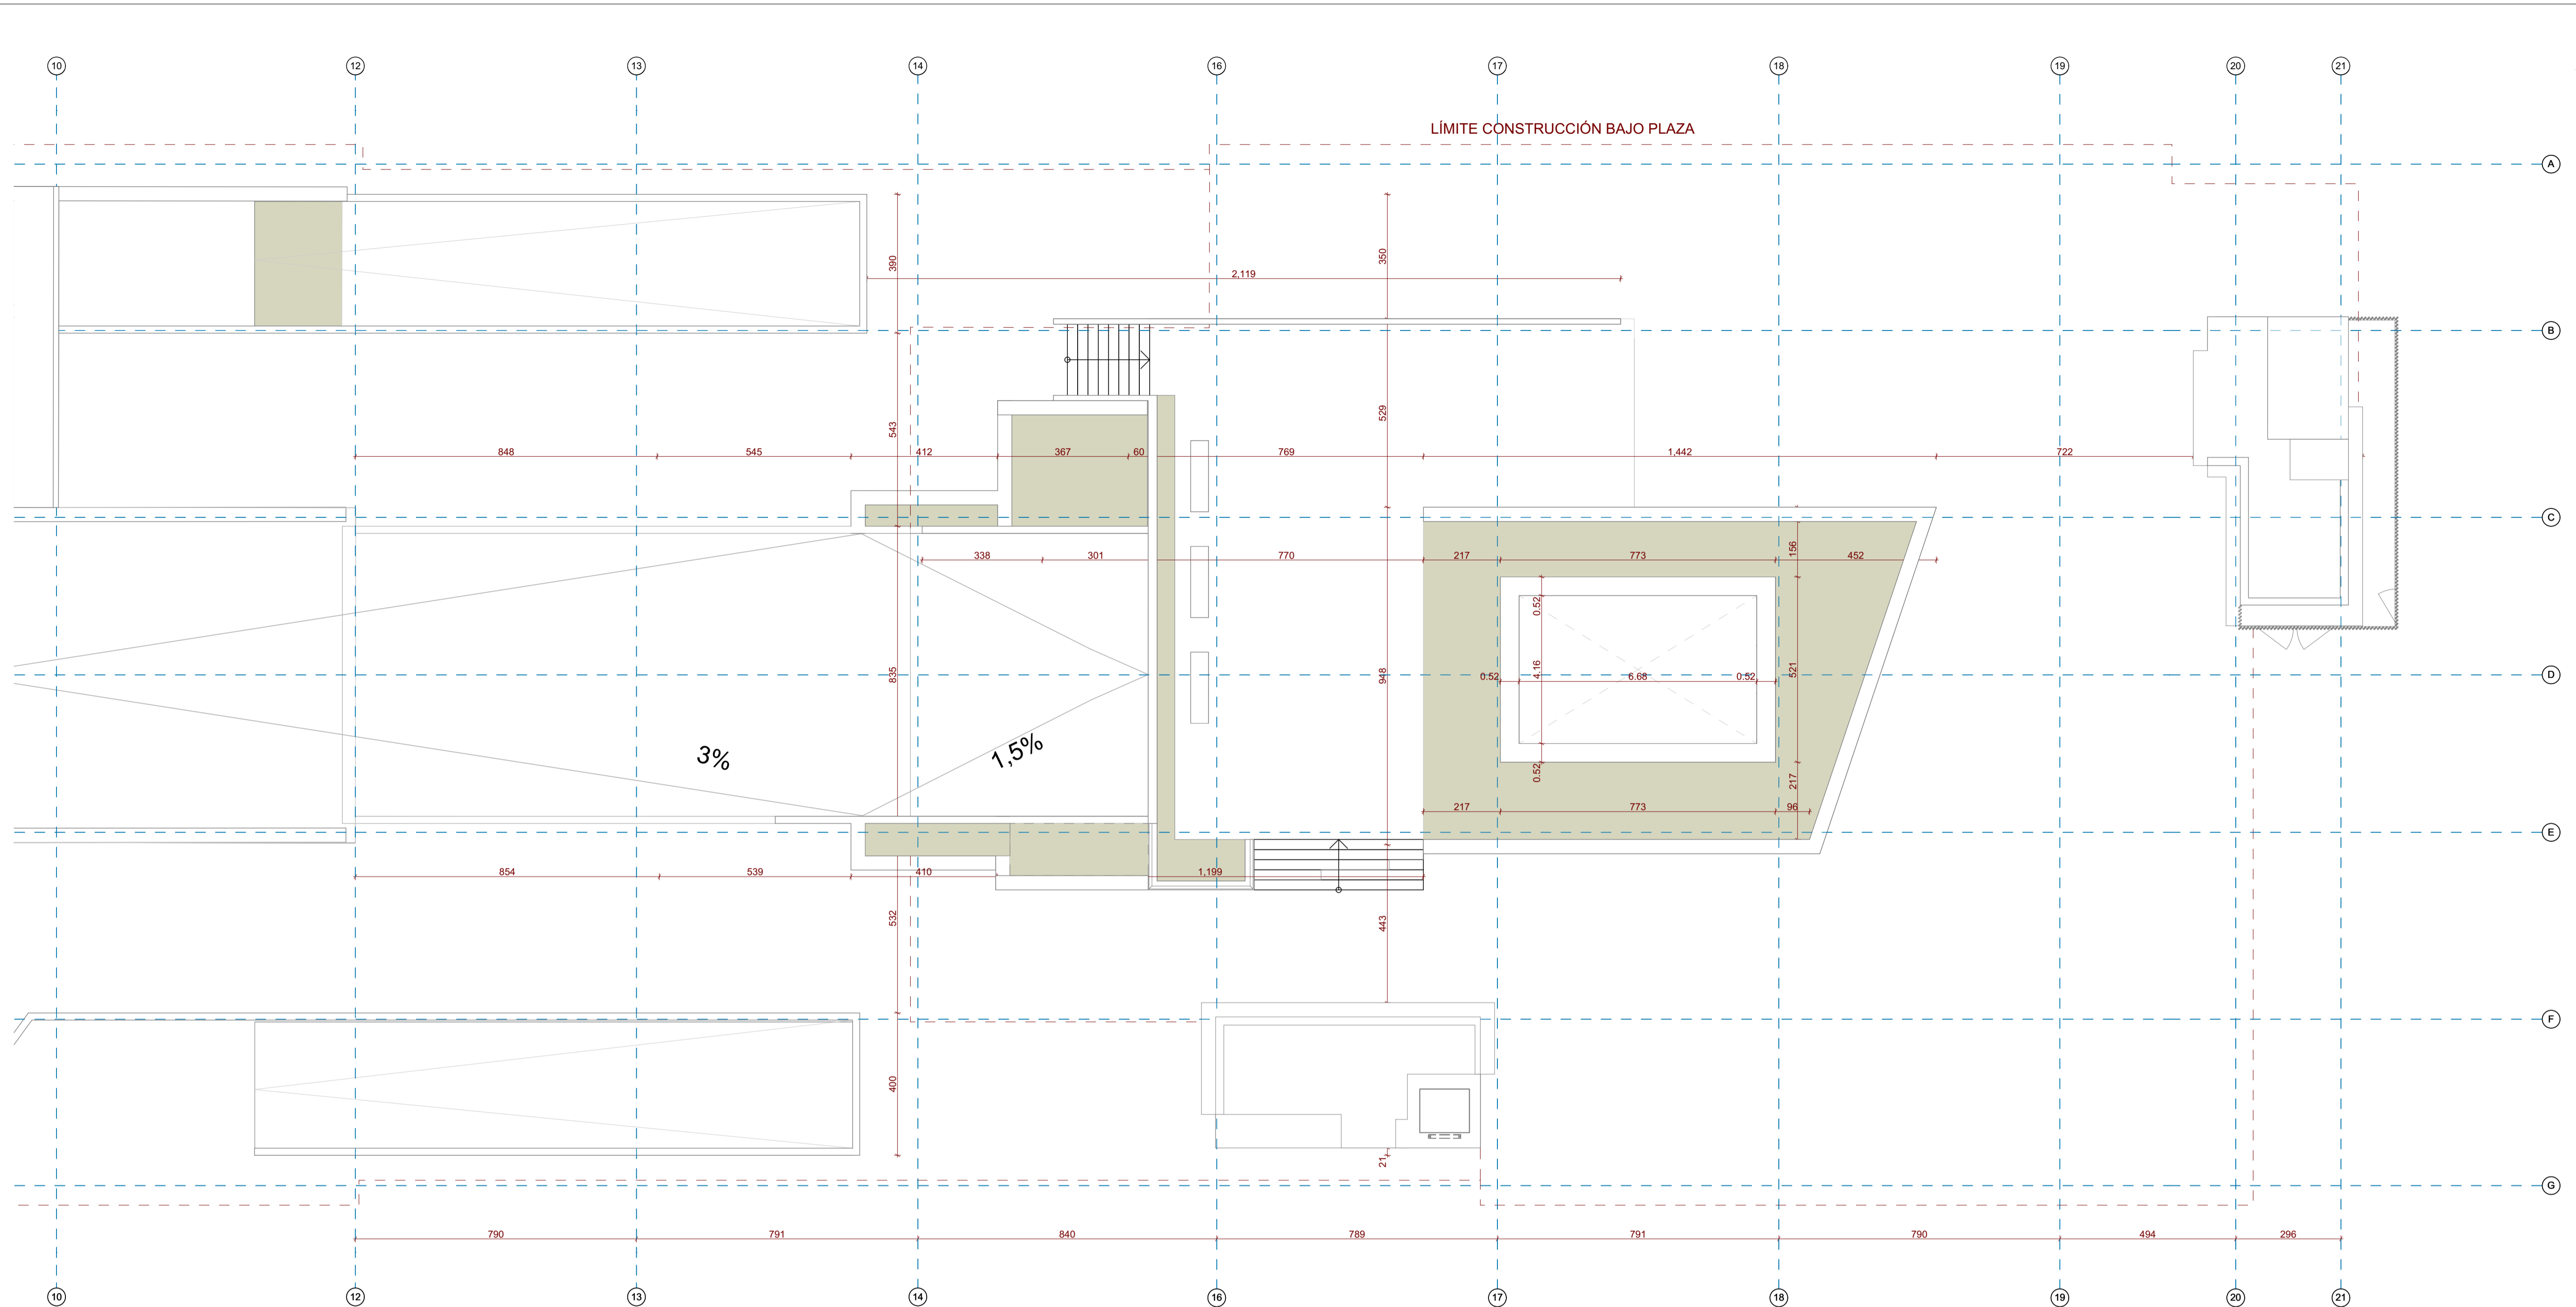 10 12 13 14 16 17 18 19 20 21
LÍMITE CONSTRUCCIÓN BAJO PLAZA
A
390
350
2,119
B
543
529
848 545 412 367 60 769 1,442 722
C
338 301 770 217 773 452
156
0.52
835
948
4.16
521
D
0.52 6.68 0.52
3%
1,5%
0.52
217
217 773 96
E
854 539 410 1,199
532
443
F
400
21
G
790 791 840 789 791 790 494 296
10 12 13 14 16 17 18 19 20 21